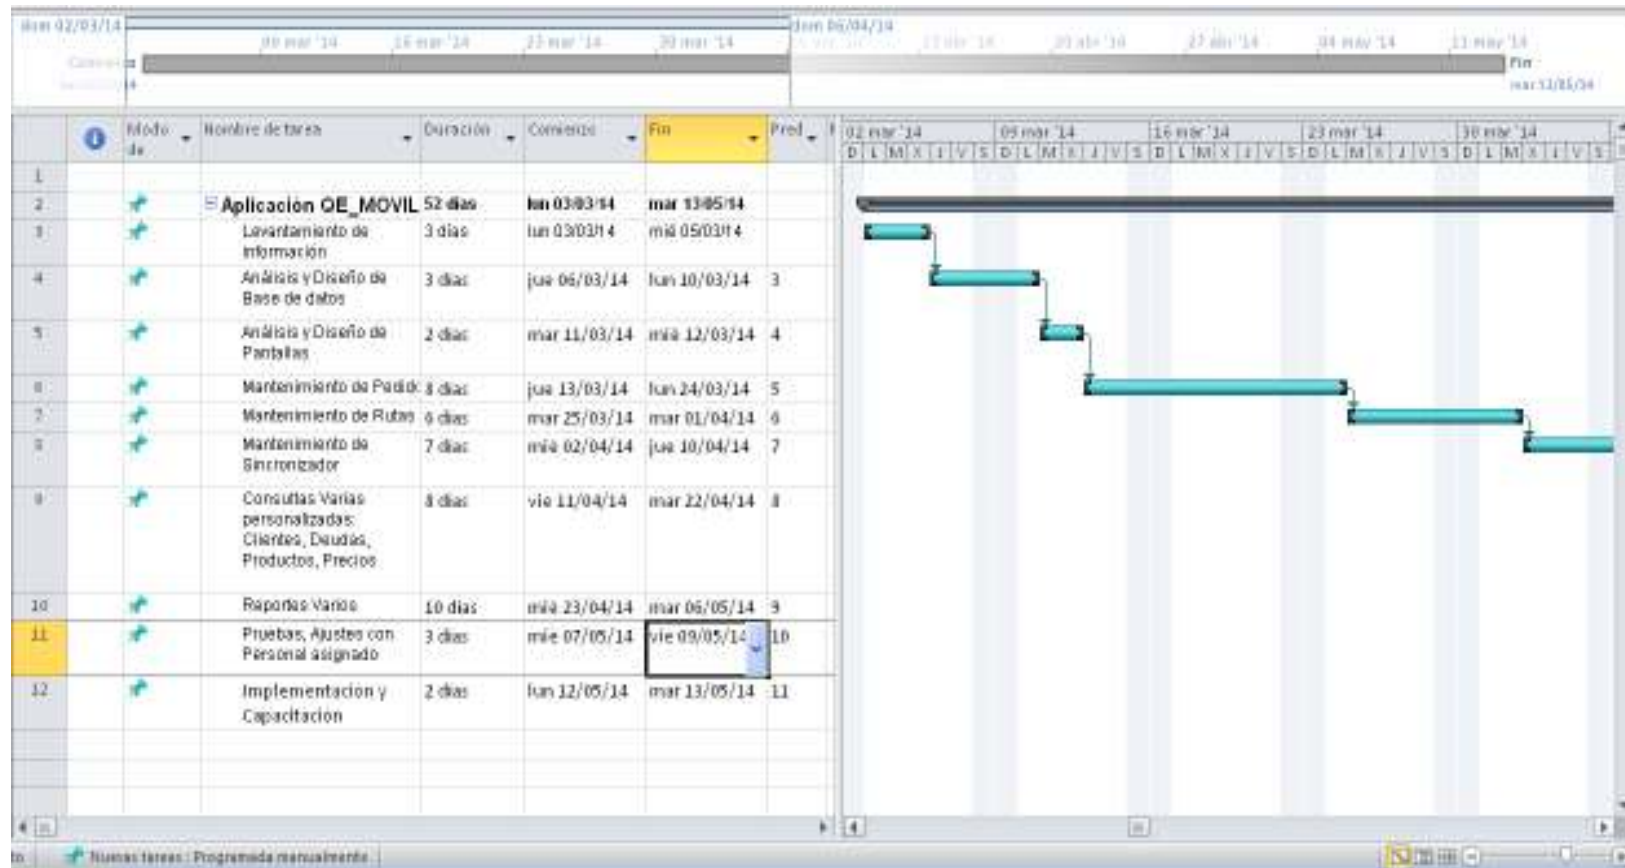 dom 02/03/14
dom 06/04/14
09 mar '14 16 mar '14 23 mar '14 30 mar '14 20 abr '14 27 abr '14 04 may '14 11 may '14
Fin
mar 13/05/14
Modo de Nombre de tarea Duración Comienzo Fin Pred
02 mar '14 09 mar '14 16 mar '14 23 mar '14 30 mar '14
D L M X J V S D L M X J V S D L M X J V S D L M X J V S D L M X J V S
1
2 Aplicación QE_MOVIL 52 días lun 03/03/14 mar 13/05/14
3 Levantamiento de 3 días lun 03/03/14 mié 05/03/14
información
4 Análisis y Diseño de 3 días jue 06/03/14 lun 10/03/14 3
Base de datos
5 Análisis y Diseño de 2 días mar 11/03/14 mié 12/03/14 4
Pantallas
6 Mantenimiento de Pedido 8 días jue 13/03/14 lun 24/03/14 5
7 Mantenimiento de Rutas 6 días mar 25/03/14 mar 01/04/14 6
8 Mantenimiento de 7 días mié 02/04/14 jue 10/04/14 7
Sincronizador
9 Consultas Varias 8 días vie 11/04/14 mar 22/04/14 8
personalizadas:
Clientes, Deudas,
Productos, Precios
10 Reportes Varios 10 días mié 23/04/14 mar 06/05/14 9
11 Pruebas, Ajustes con 3 días mié 07/05/14 vie 09/05/14 10
Personal asignado
12 Implementación y 2 días lun 12/05/14 mar 13/05/14 11
Capacitación
Nuevas tareas : Programada manualmente